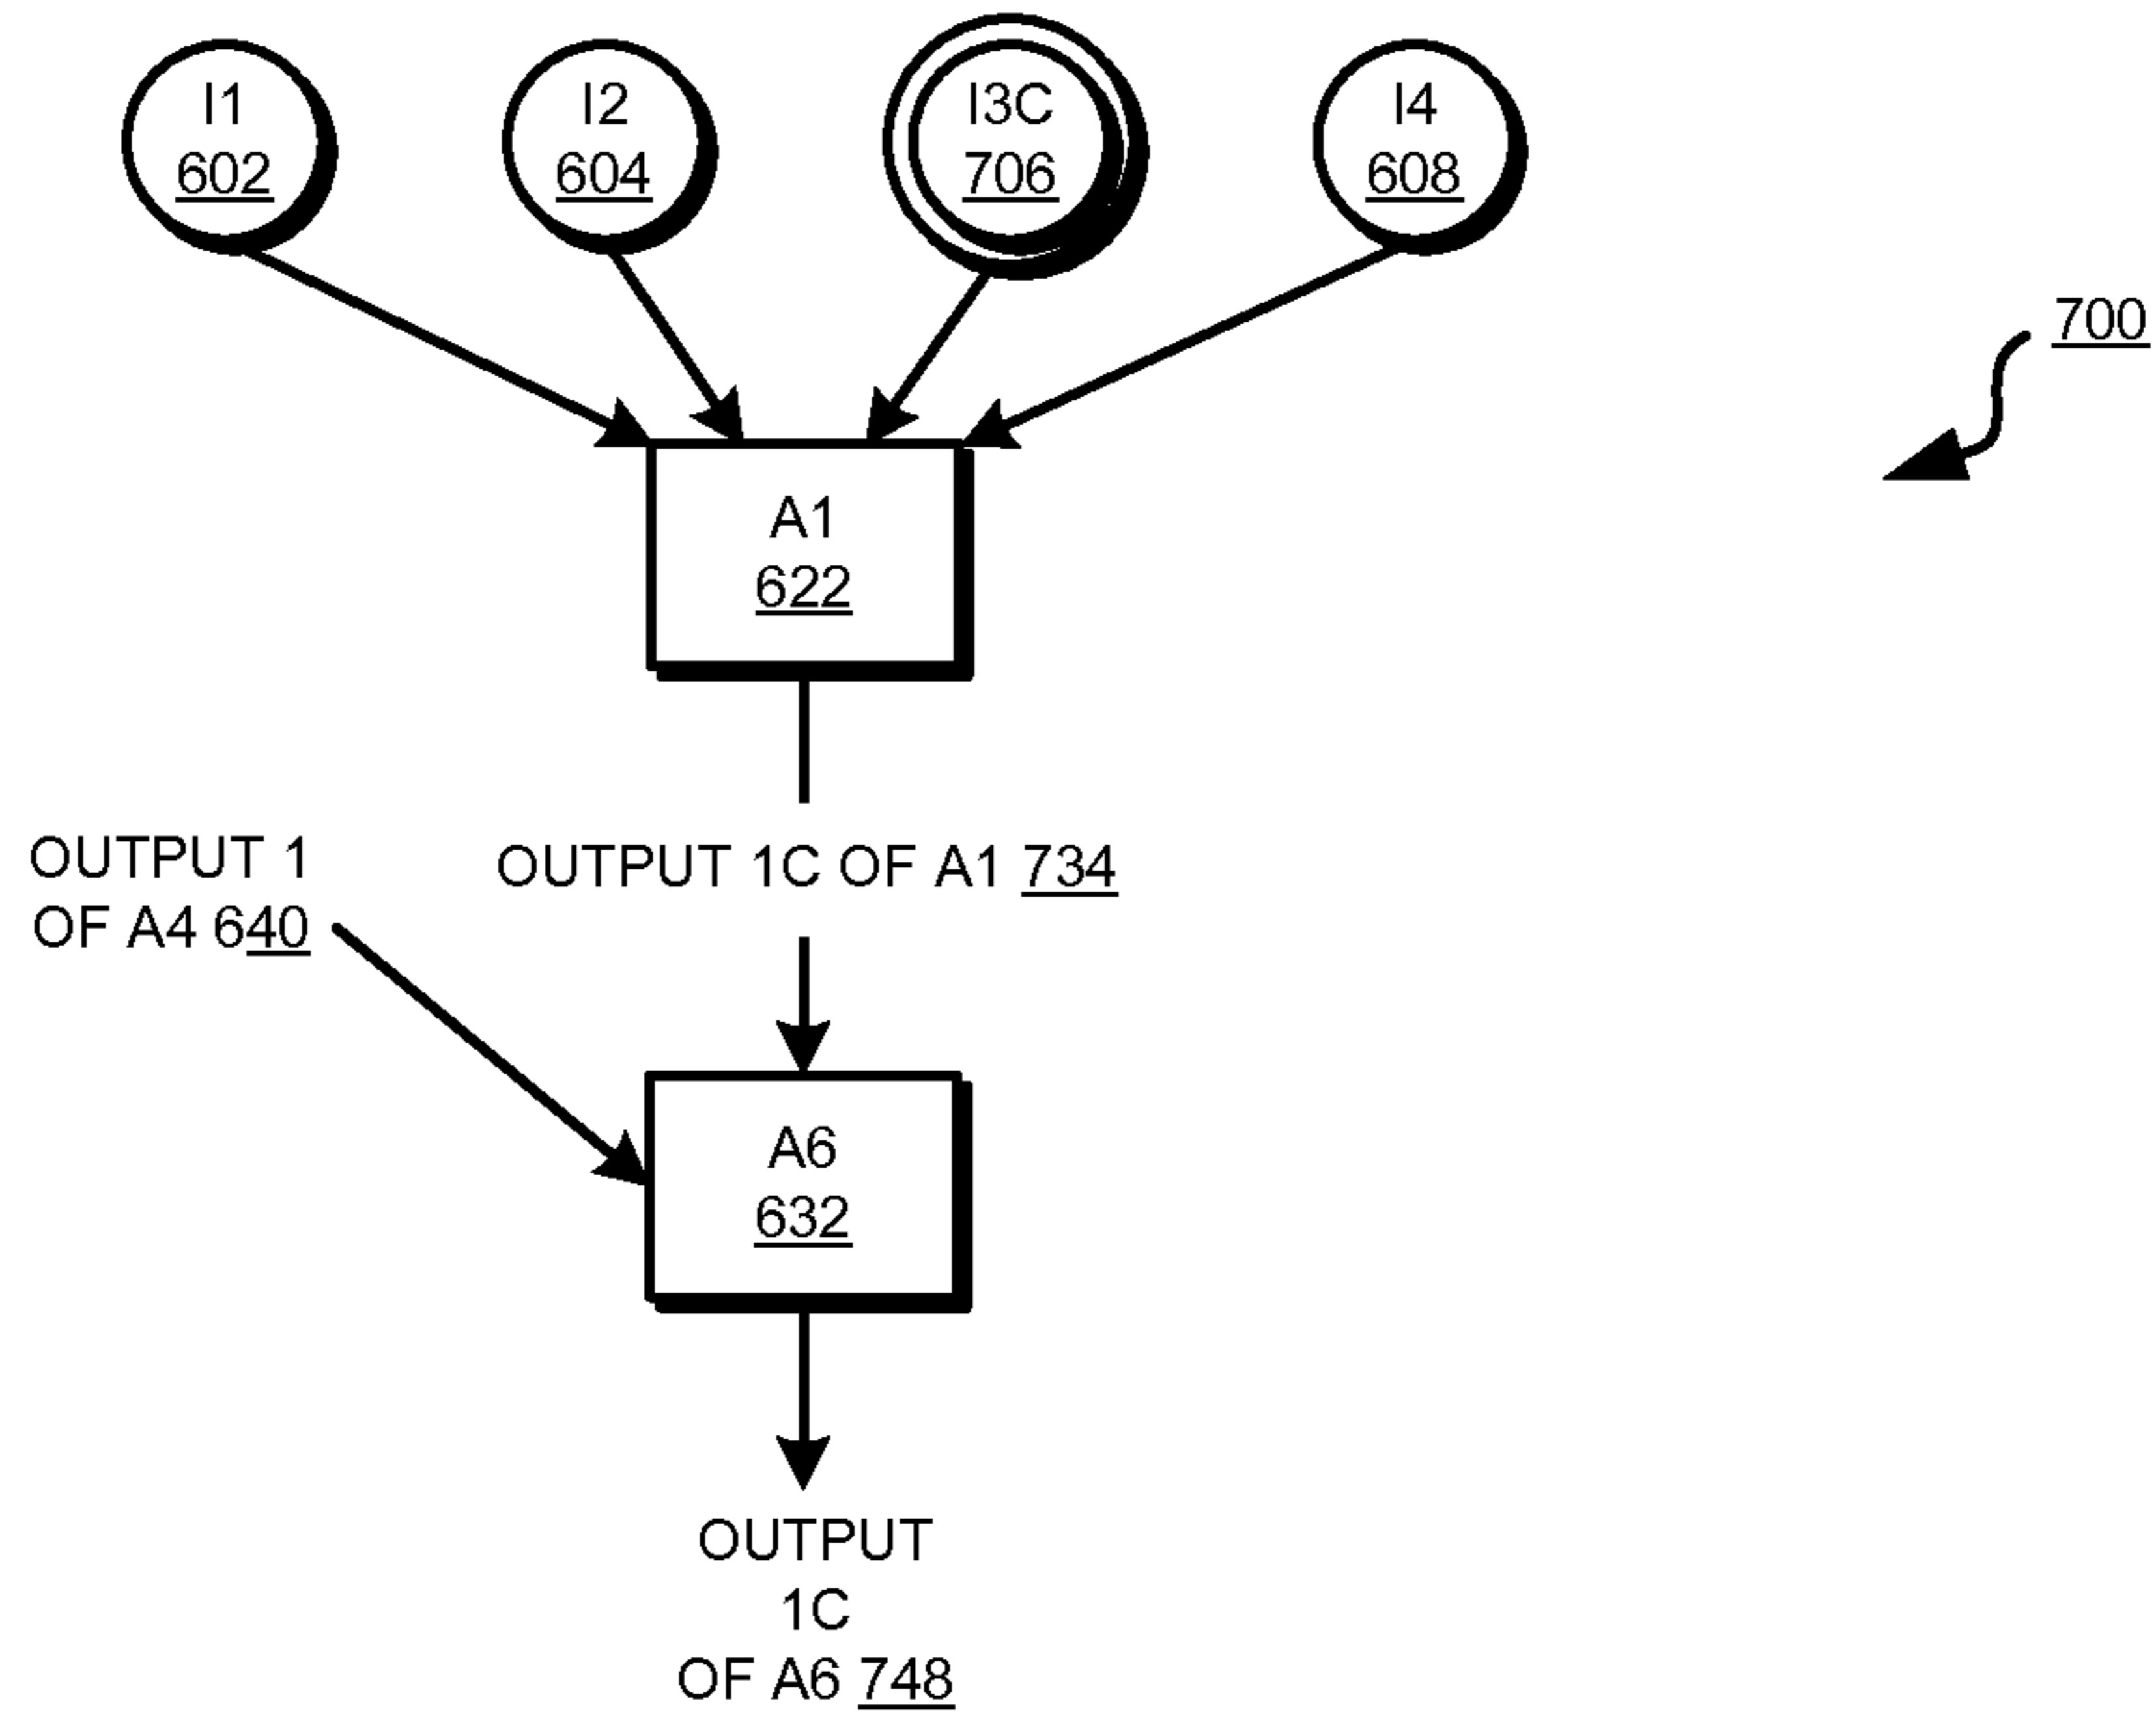 I1
602
I2
604
I3C
706
I4
608
700
A1
622
OUTPUT 1
OF A4 640
OUTPUT 1C OF A1 734
A6
632
OUTPUT
1C
OF A6 748